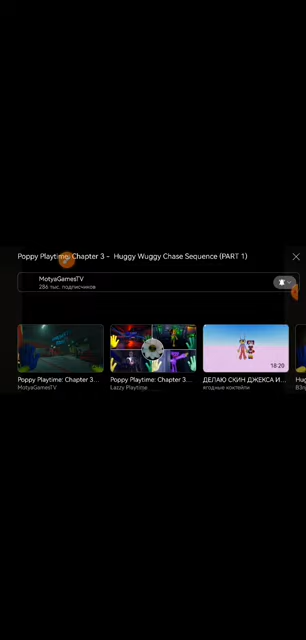 Poppy Playtime: Chapter 3 - Huggy Wuggy Chase Sequence (PART 1)
MotyaGamesTV
286 тыс. подписчиков
18:20
Poppy Playtime: Chapter 3...
MotyaGamesTV
Poppy Playtime: Chapter 3...
Lazzy Playtime
ДЕЛАЮ СКИН ДЖЕКСА И...
ягодные коктейли